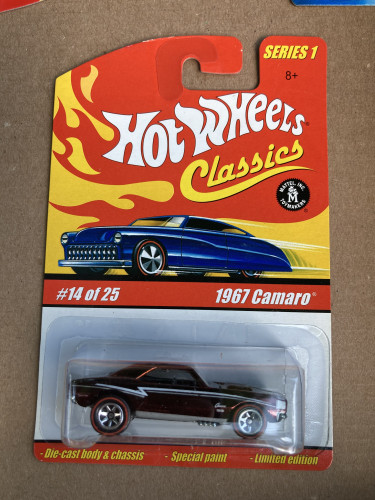 SERIES 1
8+
HOT WHEELS
Classics
MATTEL, INC.
M
TOYMAKERS
#14 of 25
1967 Camaro®
-Die-cast body & chassis -Special paint -Limited edition